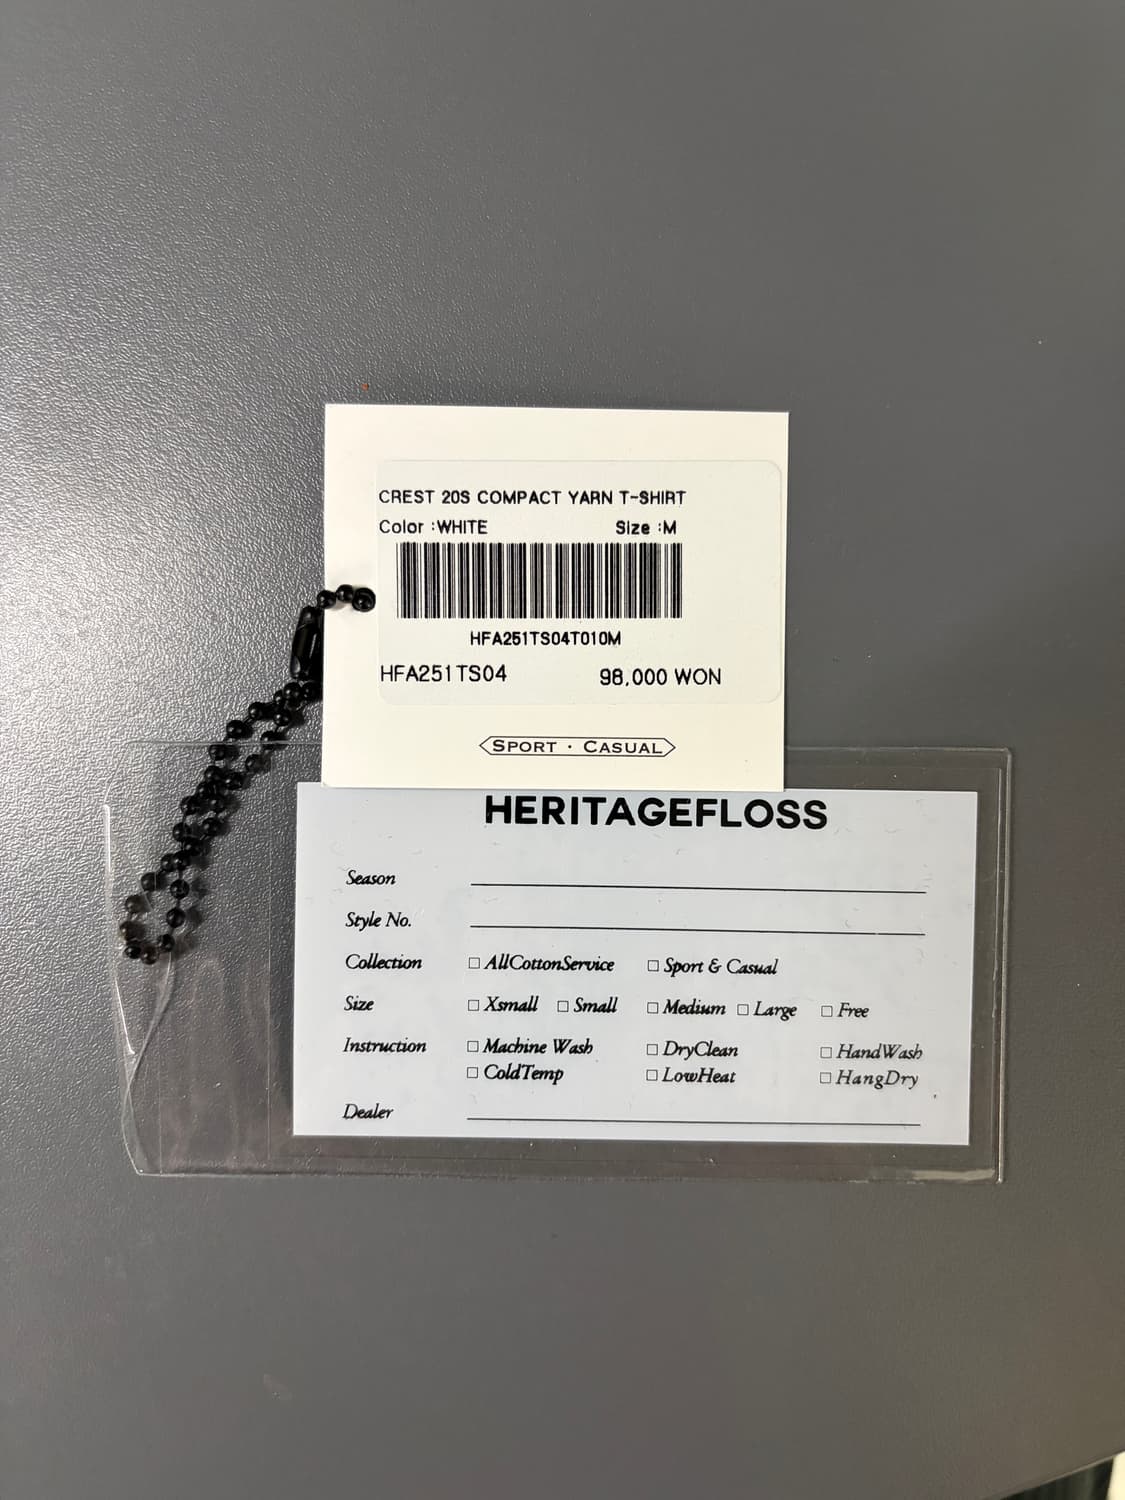 CREST 20S COMPACT YARN T-SHIRT
Color :WHITE Size :M
HFA251TS04T010M
HFA251TS04 98,000 WON
SPORT · CASUAL
HERITAGEFLOSS
Season
Style No.
Collection □ AllCottonService □ Sport & Casual
Size □ Xsmall □ Small □ Medium □ Large □ Free
Instruction □ Machine Wash □ DryClean □ HandWash
□ ColdTemp □ LowHeat □ HangDry
Dealer